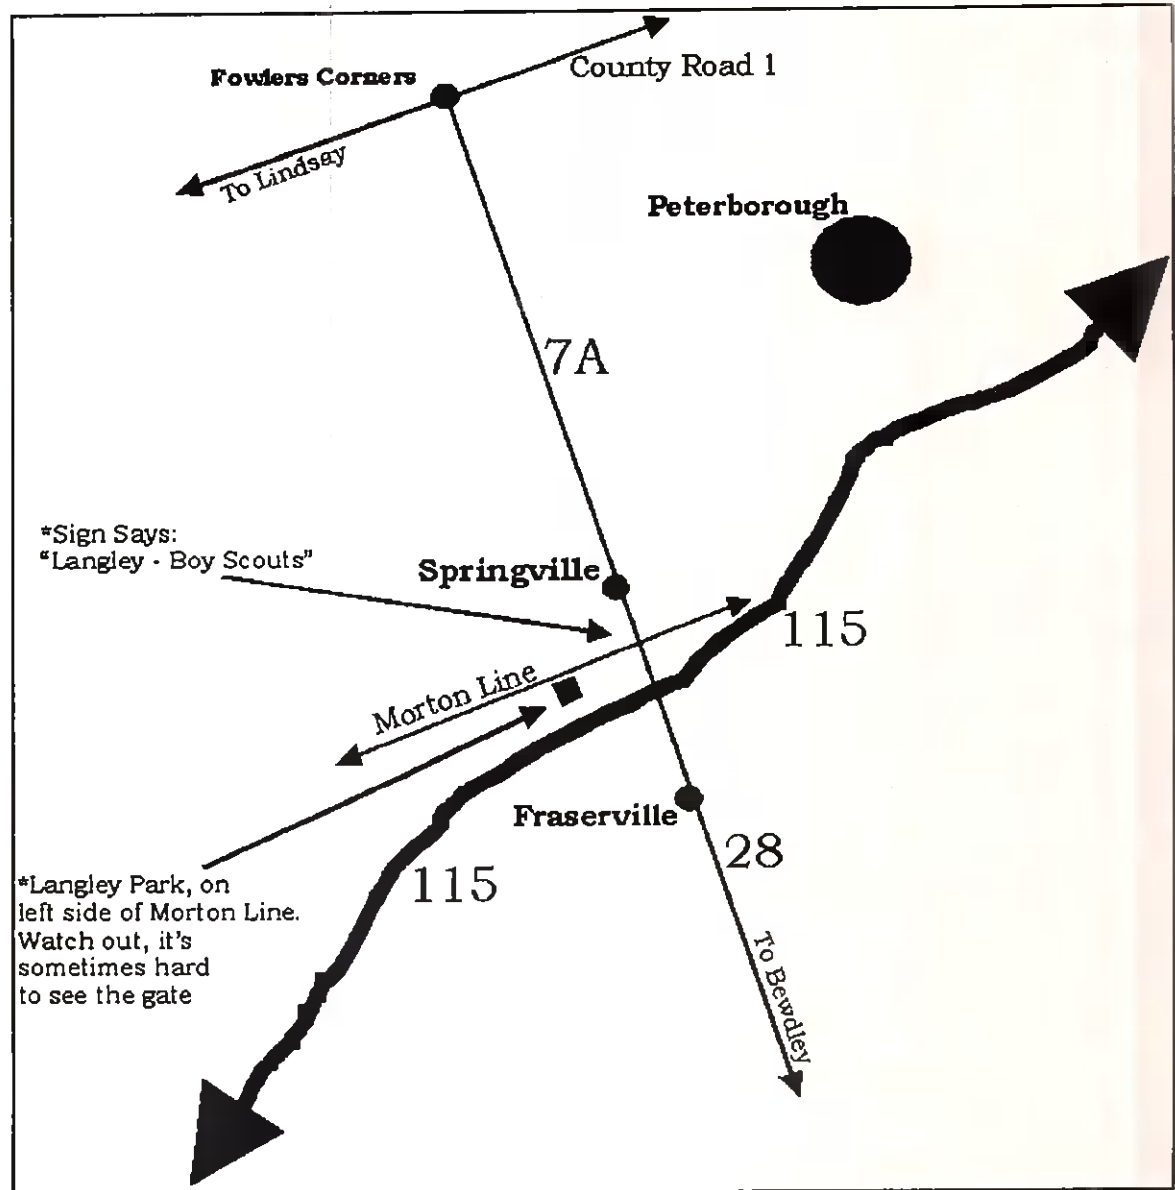 Fowlers Corners
County Road 1
To Lindsay
Peterborough
7A
*Sign Says:
"Langley - Boy Scouts"
Springville
115
Morton Line
Fraserville
28
115
*Langley Park, on
left side of Morton Line.
Watch out, it's
sometimes hard
to see the gate
To Bewdley